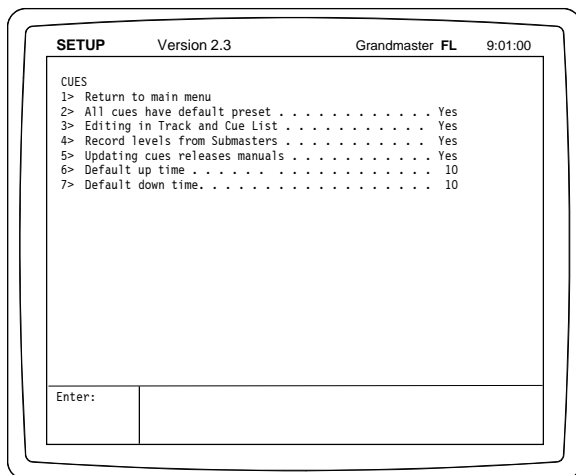 SETUP Version 2.3 Grandmaster FL 9:01:00
CUES
1> Return to main menu
2> All cues have default preset . . . . . . . . . . . . . Yes
3> Editing in Track and Cue List . . . . . . . . . . . Yes
4> Record levels from Submasters . . . . . . . . . . . Yes
5> Updating cues releases manuals . . . . . . . . . . . . Yes
6> Default up time . . . . . . . . . . . . . . . . . . . 10
7> Default down time. . . . . . . . . . . . . . . . . . . 10
Enter: